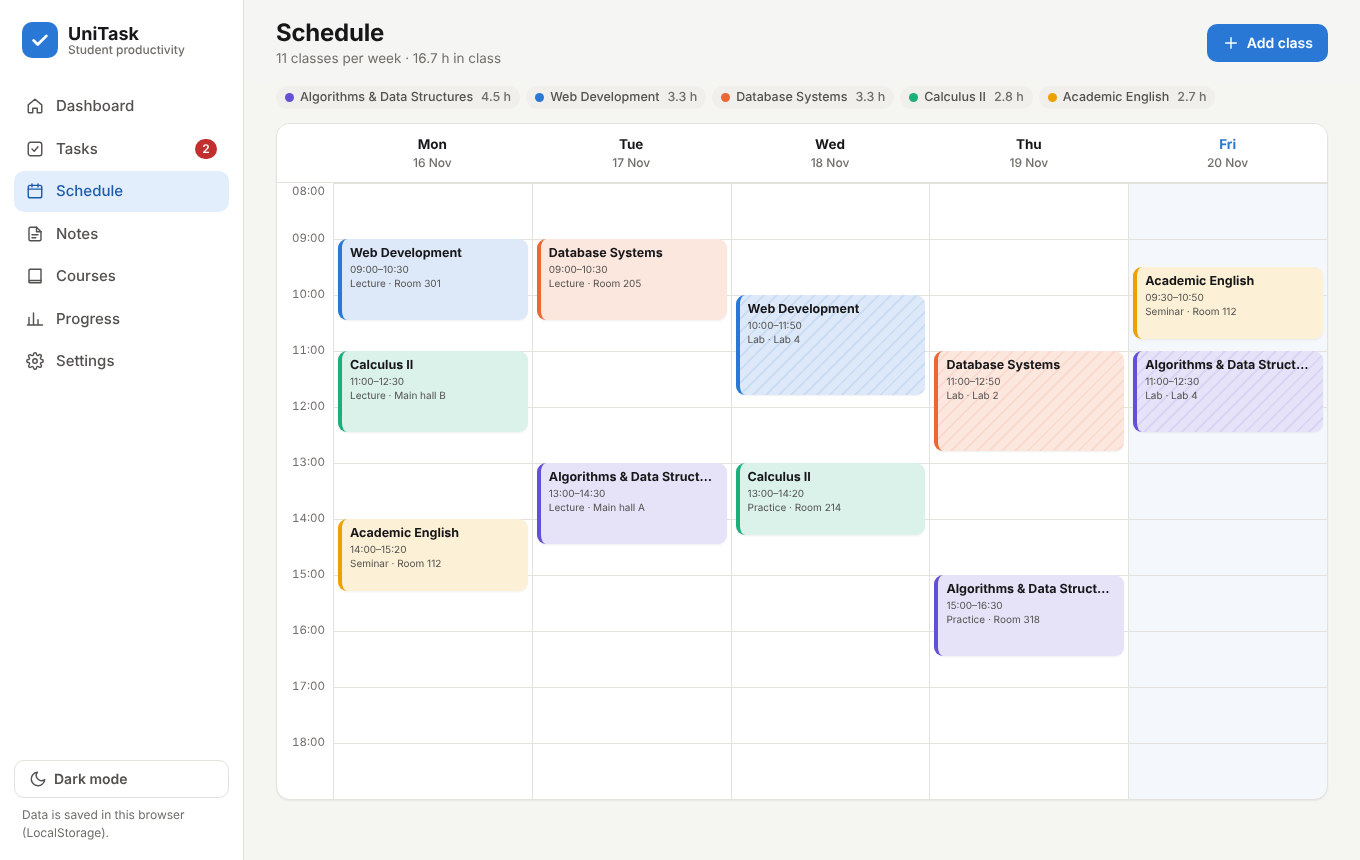 UniTask
Student productivity
Dashboard
Tasks
2
Schedule
Notes
Courses
Progress
Settings
Dark mode
Data is saved in this browser
(LocalStorage).
Schedule
11 classes per week · 16.7 h in class
Add class
Algorithms & Data Structures 4.5 h
Web Development 3.3 h
Database Systems 3.3 h
Calculus II 2.8 h
Academic English 2.7 h
Mon
16 Nov
Tue
17 Nov
Wed
18 Nov
Thu
19 Nov
Fri
20 Nov
08:00
09:00
10:00
11:00
12:00
13:00
14:00
15:00
16:00
17:00
18:00
Web Development
09:00–10:30
Lecture · Room 301
Calculus II
11:00–12:30
Lecture · Main hall B
Academic English
14:00–15:20
Seminar · Room 112
Database Systems
09:00–10:30
Lecture · Room 205
Algorithms & Data Struct…
13:00–14:30
Lecture · Main hall A
Web Development
10:00–11:50
Lab · Lab 4
Calculus II
13:00–14:20
Practice · Room 214
Database Systems
11:00–12:50
Lab · Lab 2
Algorithms & Data Struct…
15:00–16:30
Practice · Room 318
Academic English
09:30–10:50
Seminar · Room 112
Algorithms & Data Struct…
11:00–12:30
Lab · Lab 4